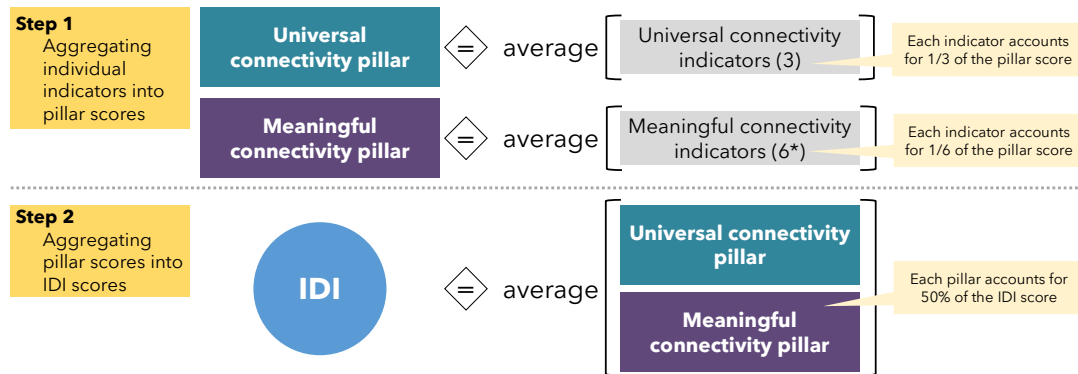 Step 1
Aggregating
individual
indicators into
pillar scores
Universal
connectivity pillar
=
average
Universal connectivity
indicators (3)
Each indicator accounts
for 1/3 of the pillar score
Meaningful
connectivity pillar
=
average
Meaningful connectivity
indicators (6*)
Each indicator accounts
for 1/6 of the pillar score
Step 2
Aggregating
pillar scores into
IDI scores
IDI
=
average
Universal connectivity
pillar
Meaningful
connectivity pillar
Each pillar accounts for
50% of the IDI score